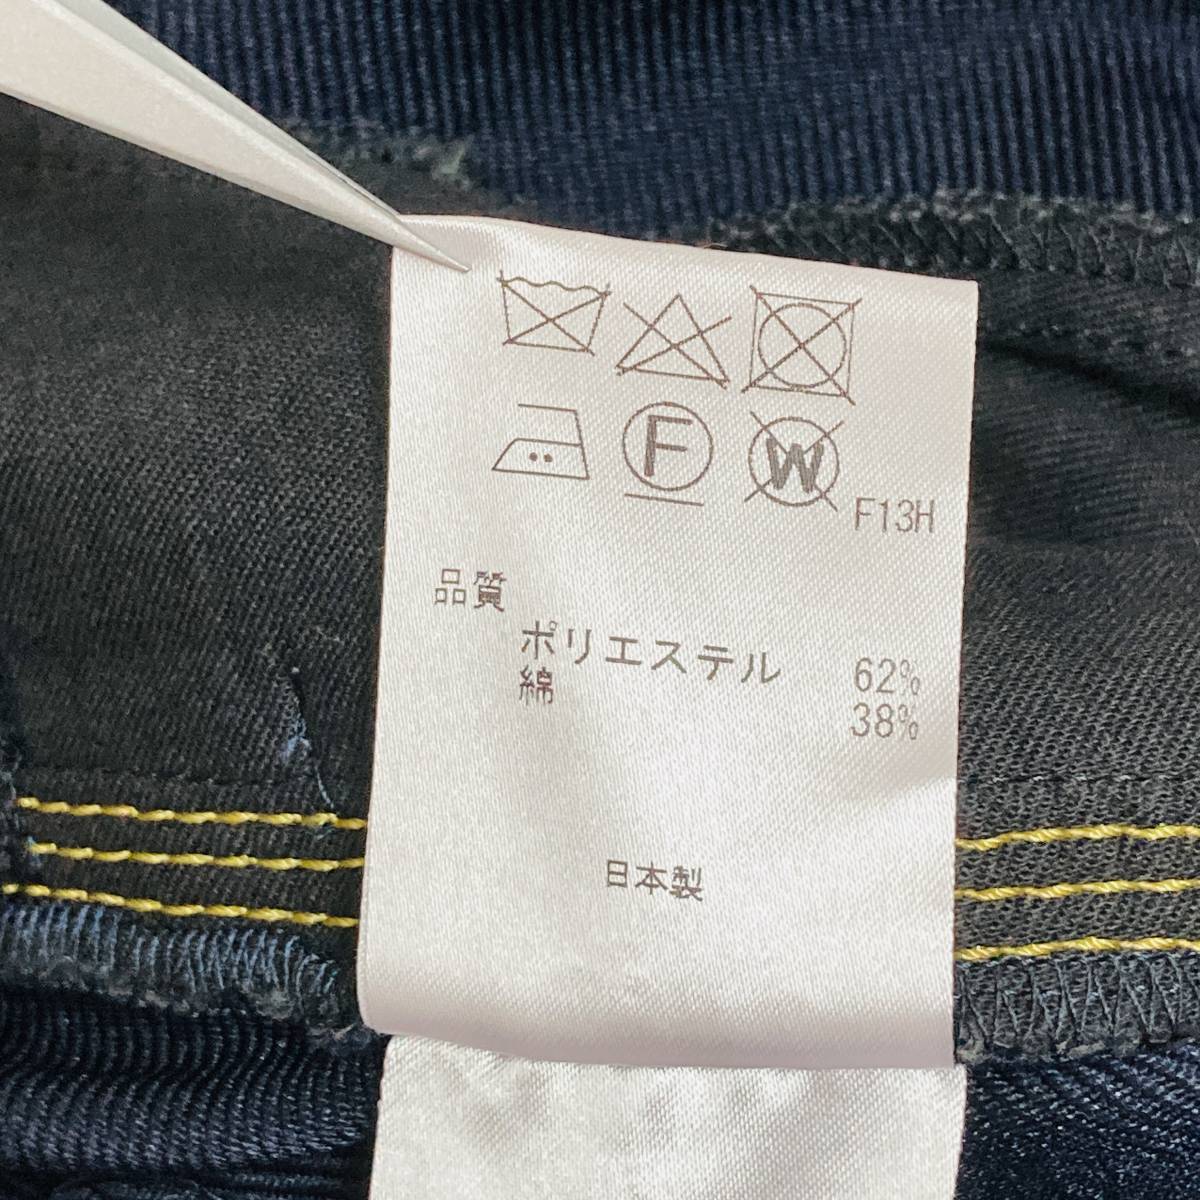 F W F13H
品質
ポリエステル 62%
綿 38%
日本製